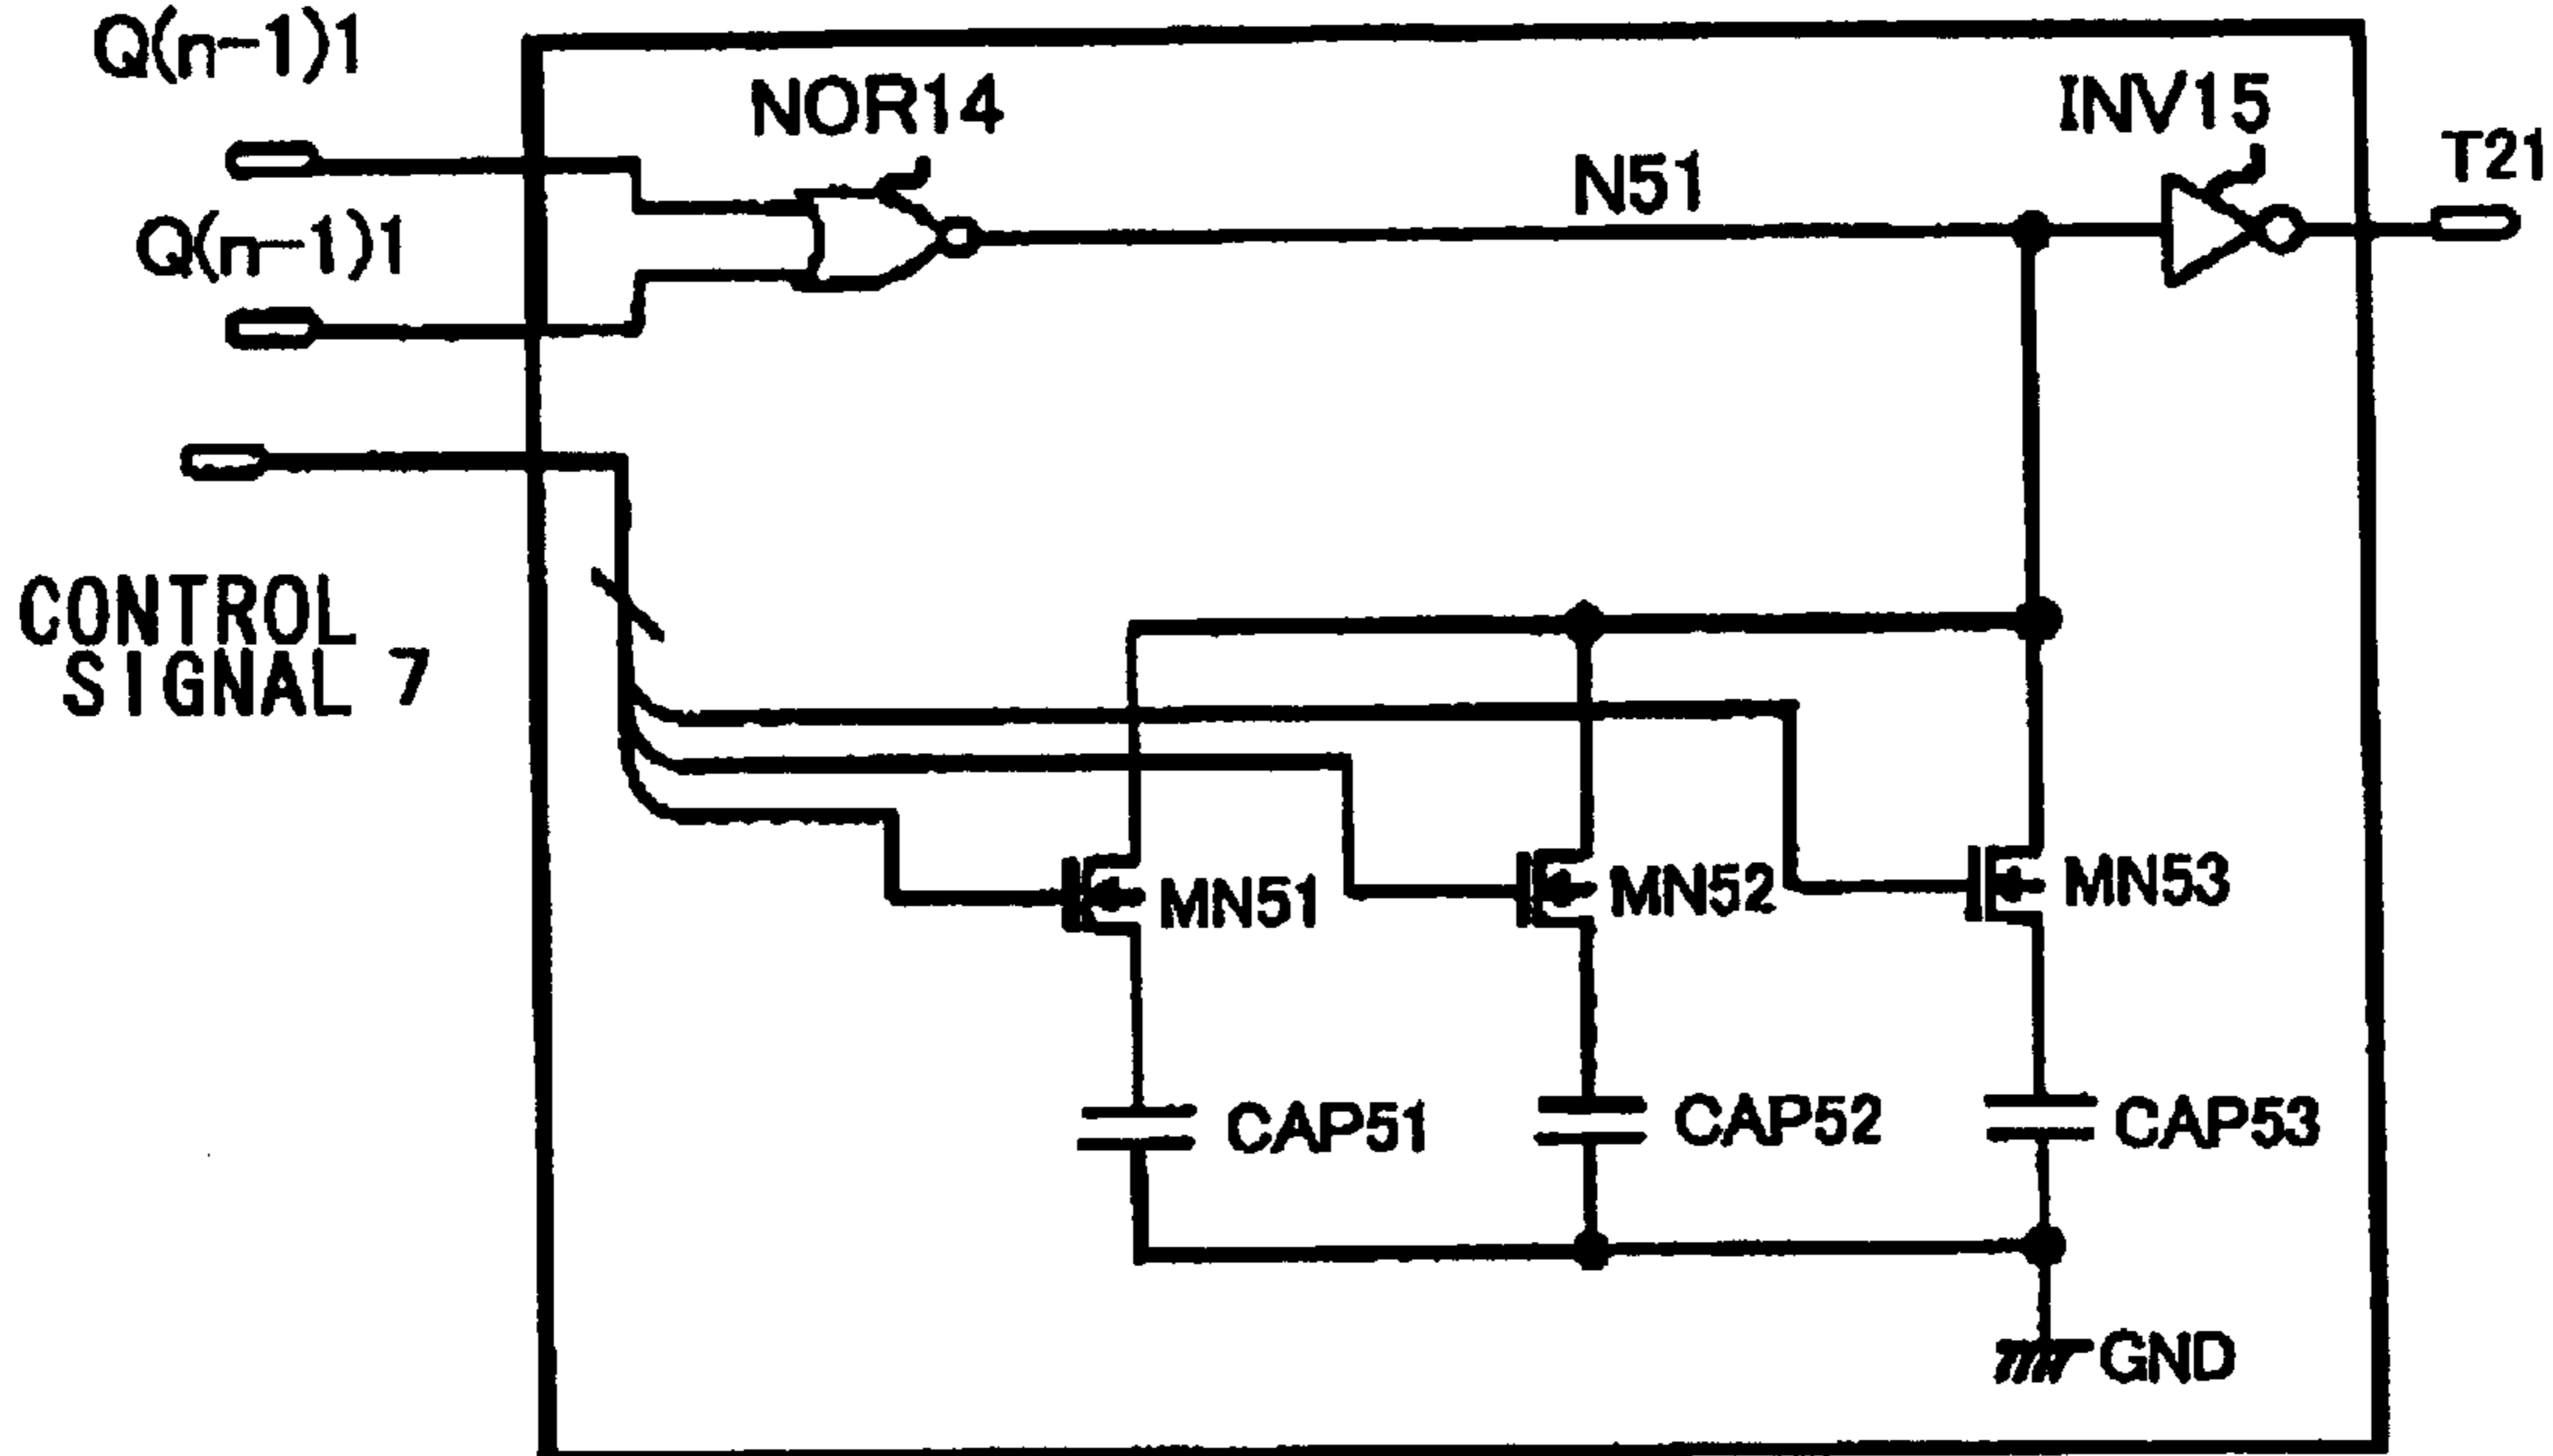 Q(n-1)1
NOR14
INV15
T21
N51
Q(n-1)1
CONTROL
SIGNAL 7
MN51
MN52
MN53
CAP51
CAP52
CAP53
GND